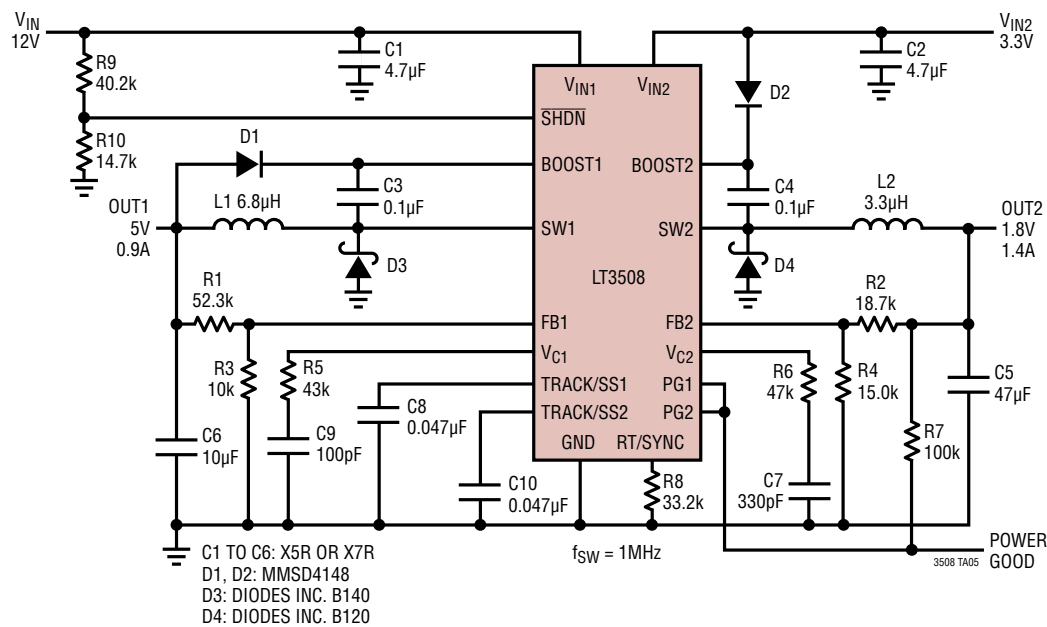 VIN
12V
R9
40.2k
R10
14.7k
C1
4.7µF
VIN2
3.3V
C2
4.7µF
VIN1
VIN2
SHDN
D2
D1
BOOST1
BOOST2
C3
0.1µF
C4
0.1µF
L1 6.8µH
L2
3.3µH
OUT1
5V
0.9A
SW1
SW2
OUT2
1.8V
1.4A
D3
D4
LT3508
R1
52.3k
R2
18.7k
FB1
FB2
VC1
VC2
R3
10k
R5
43k
TRACK/SS1
PG1
R6
47k
R4
15.0k
C5
47µF
C8
0.047µF
TRACK/SS2
PG2
C6
10µF
C9
100pF
GND
RT/SYNC
R7
100k
C10
0.047µF
R8
33.2k
C7
330pF
C1 TO C6: X5R OR X7R
D1, D2: MMSD4148
D3: DIODES INC. B140
D4: DIODES INC. B120
fSW = 1MHz
3508 TA05
POWER
GOOD